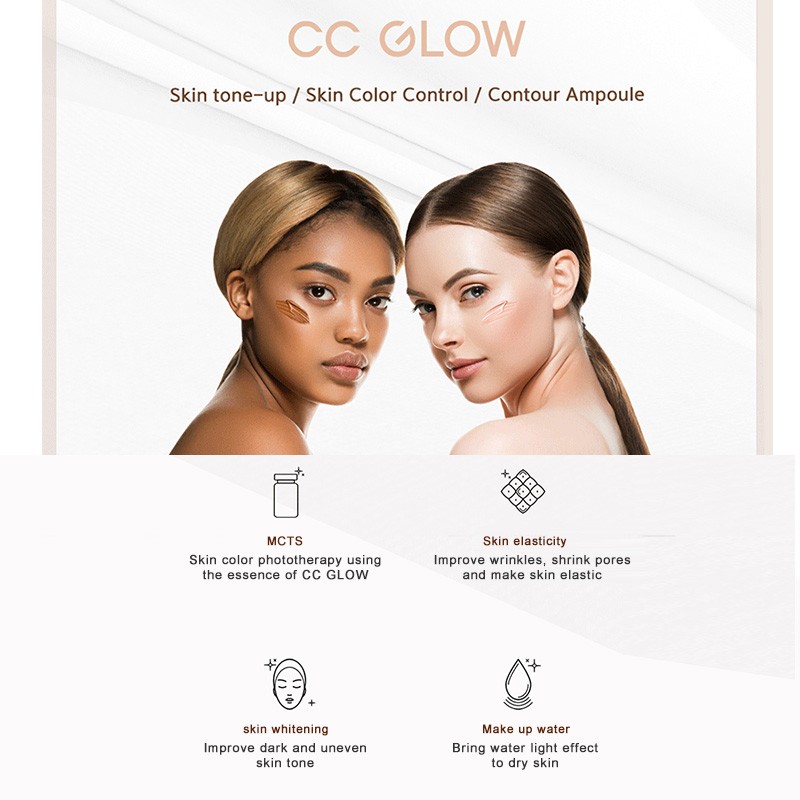 CC GLOW
Skin tone-up / Skin Color Control / Contour Ampoule
MCTS
Skin color phototherapy using
the essence of CC GLOW
Skin elasticity
Improve wrinkles, shrink pores
and make skin elastic
skin whitening
Improve dark and uneven
skin tone
Make up water
Bring water light effect
to dry skin